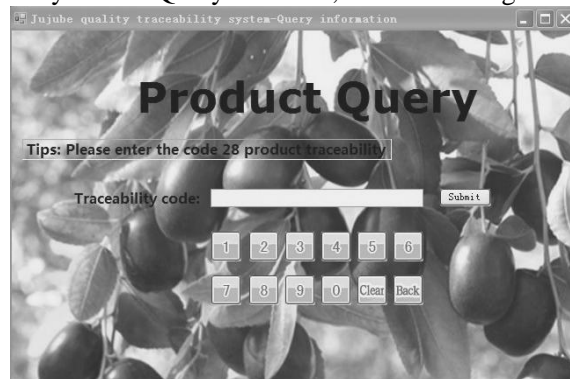 Jujube quality traceability system-Query information
Product Query
Tips: Please enter the code 28 product traceability
Traceability code:
Submit
1 2 3 4 5 6
7 8 9 0 Clear Back